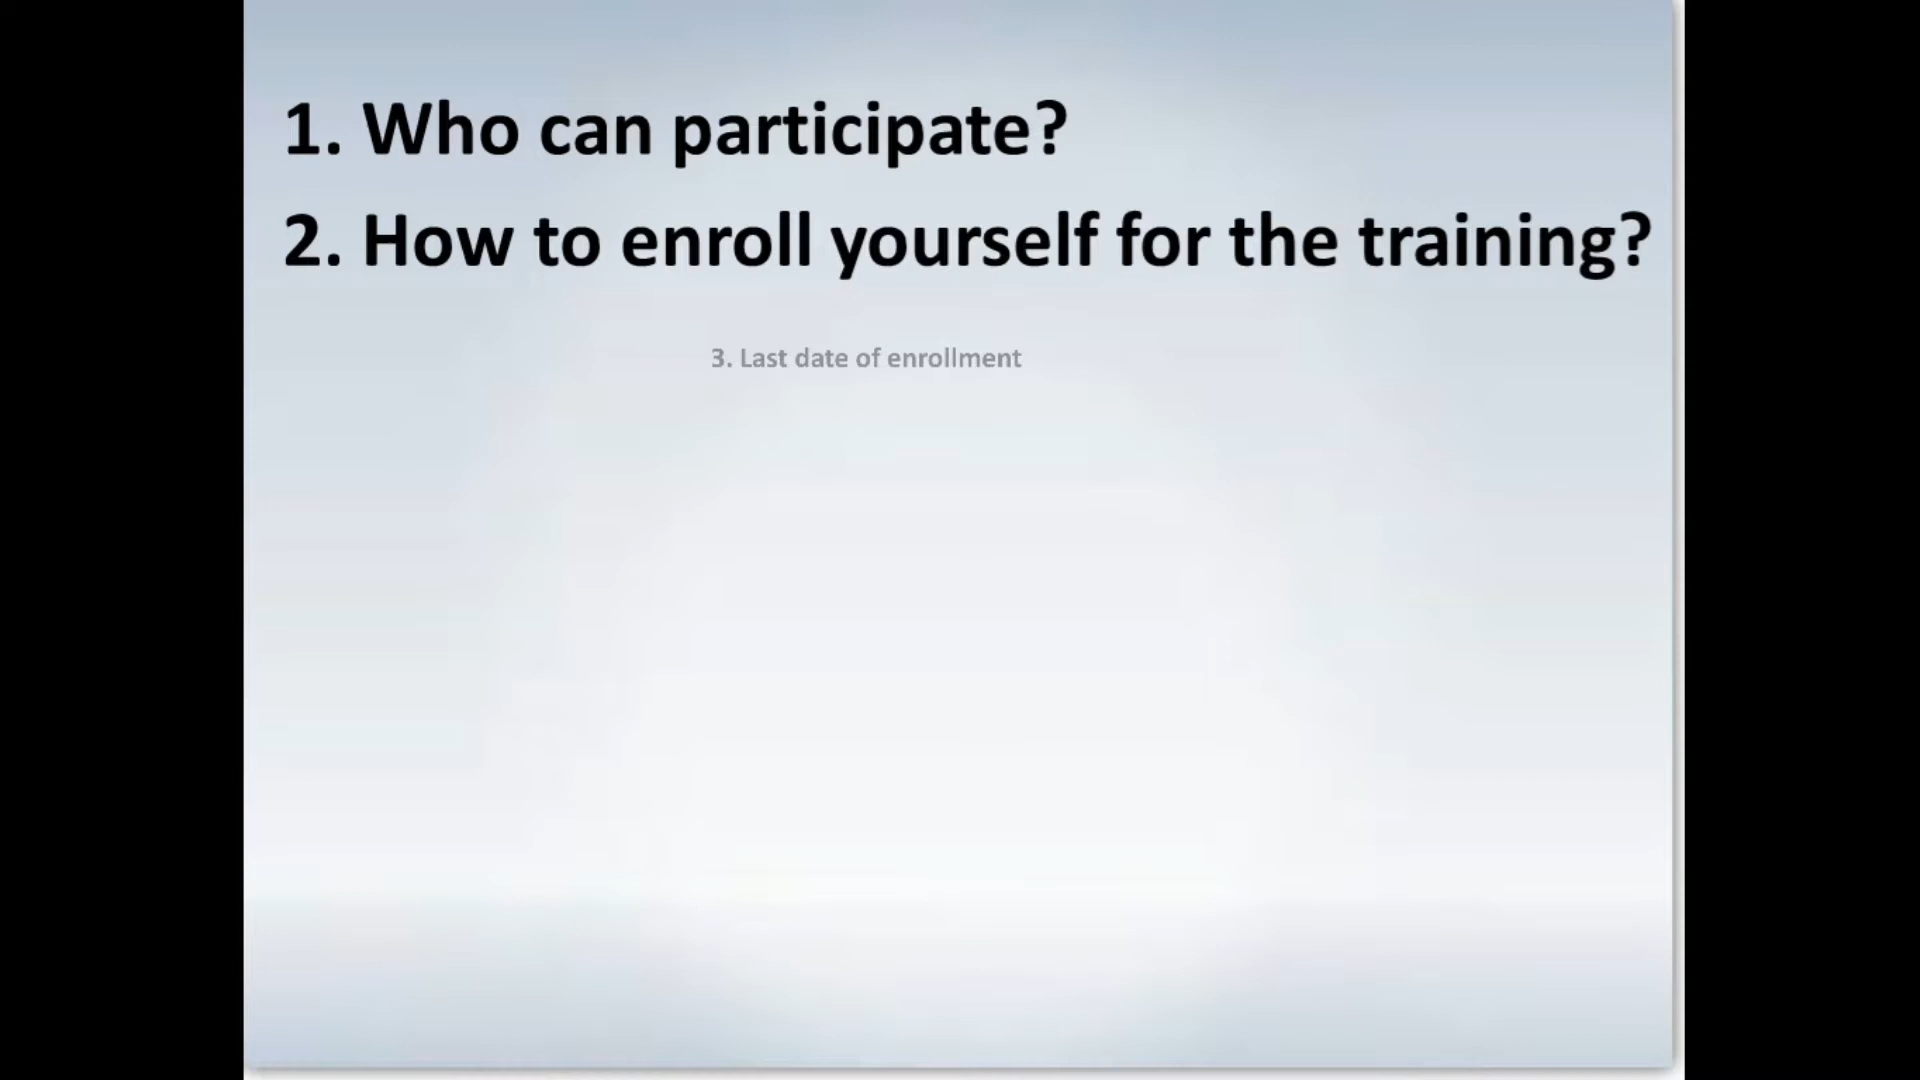 1. Who can participate?
2. How to enroll yourself for the training?
3. Last date of enrollment